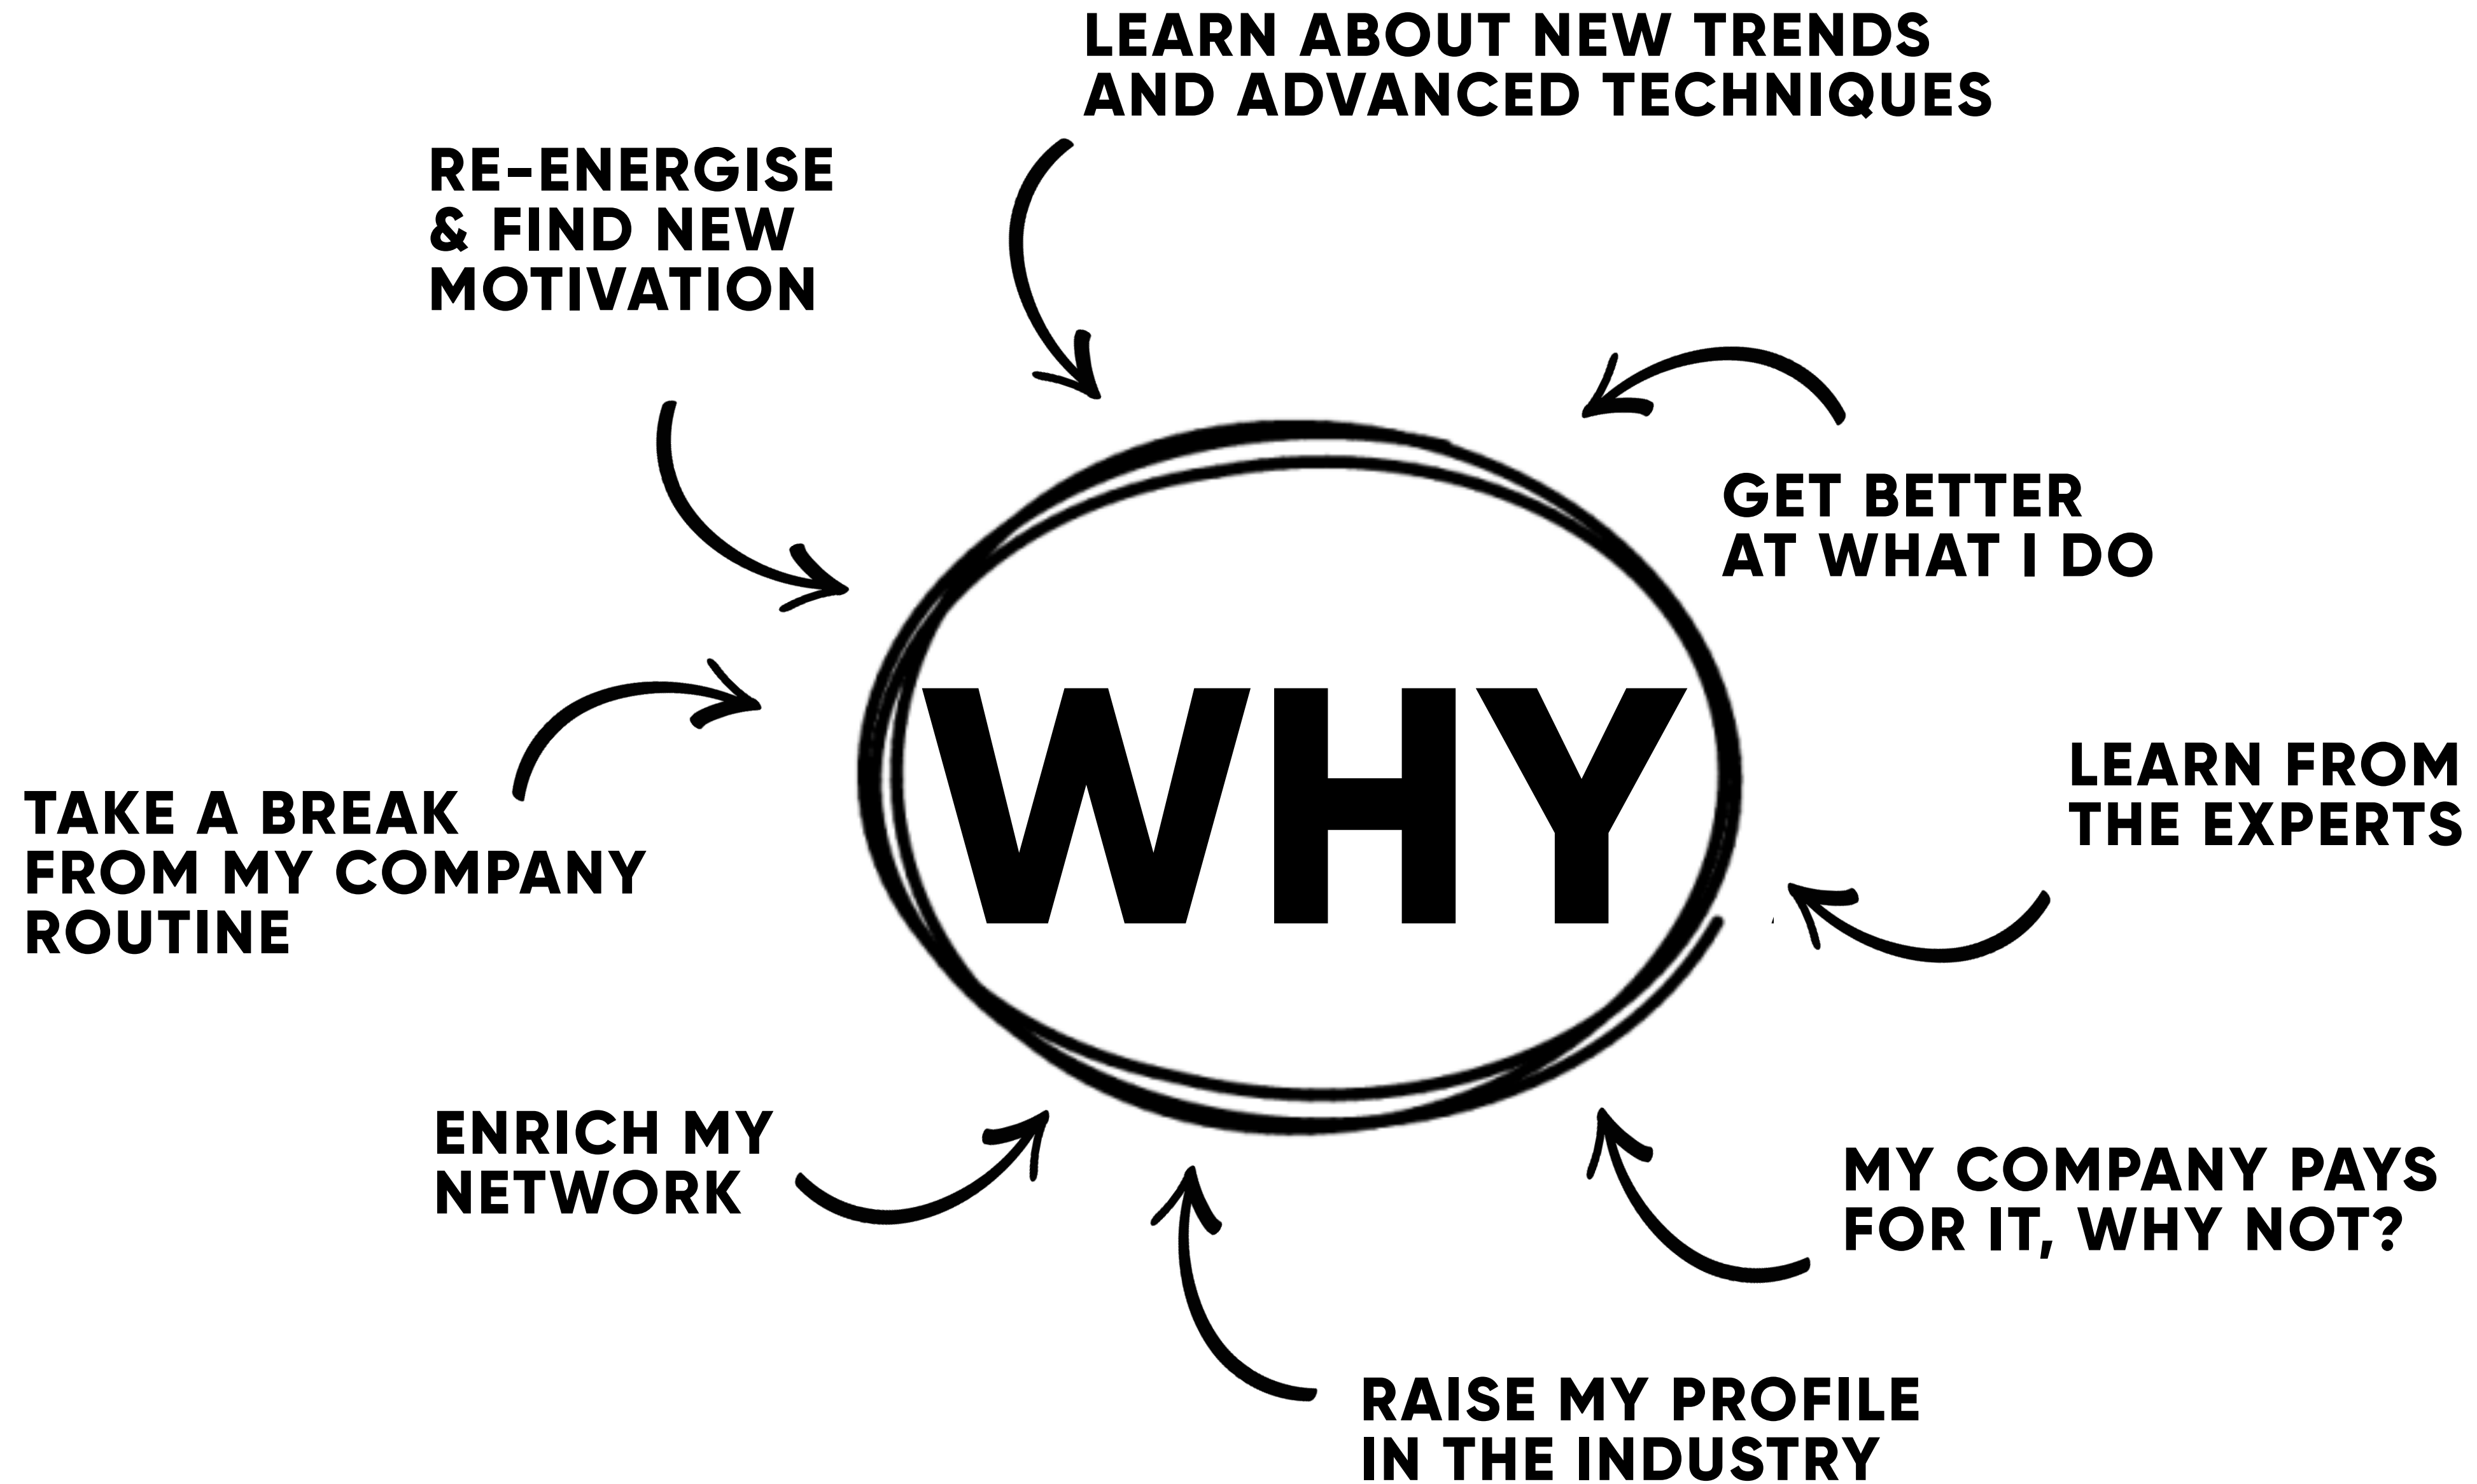 LEARN ABOUT NEW TRENDS
AND ADVANCED TECHNIQUES
RE-ENERGISE
& FIND NEW
MOTIVATION
GET BETTER
AT WHAT I DO
WHY
LEARN FROM
THE EXPERTS
TAKE A BREAK
FROM MY COMPANY
ROUTINE
ENRICH MY
NETWORK
MY COMPANY PAYS
FOR IT, WHY NOT?
RAISE MY PROFILE
IN THE INDUSTRY